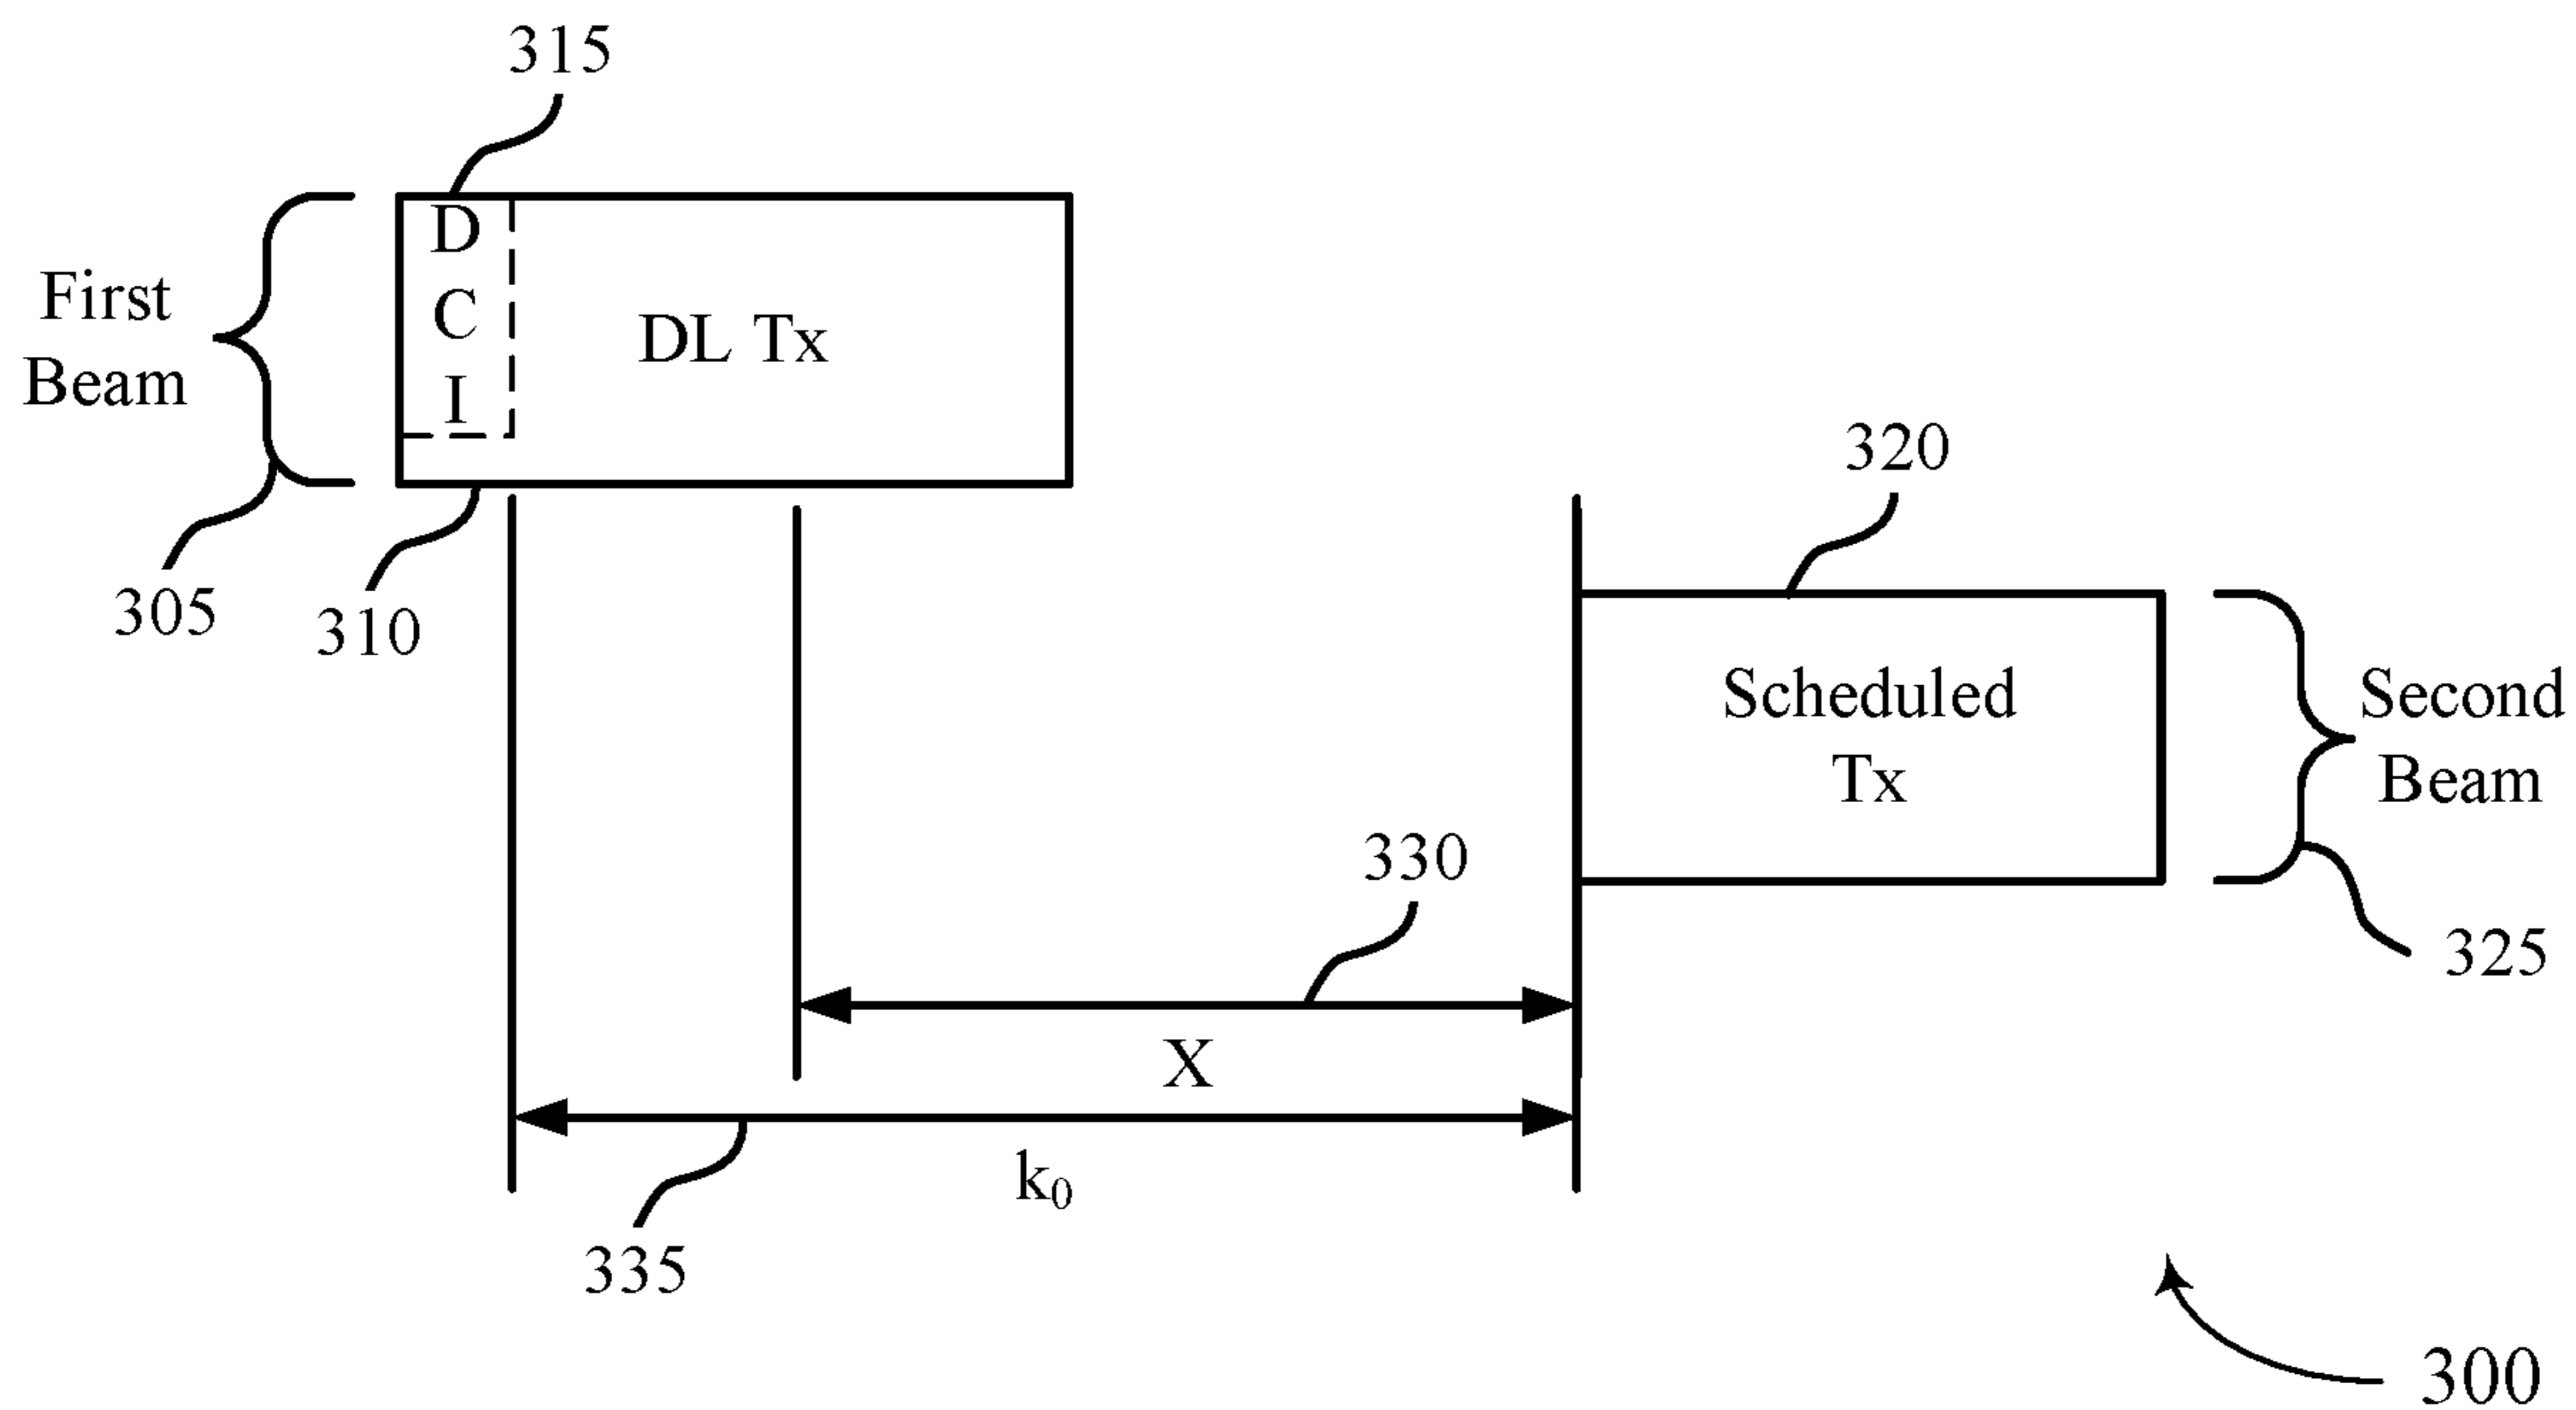 315
D
C
I
DL Tx
First
Beam
305
310
320
Scheduled
Tx
Second
Beam
325
330
X
k₀
335
300